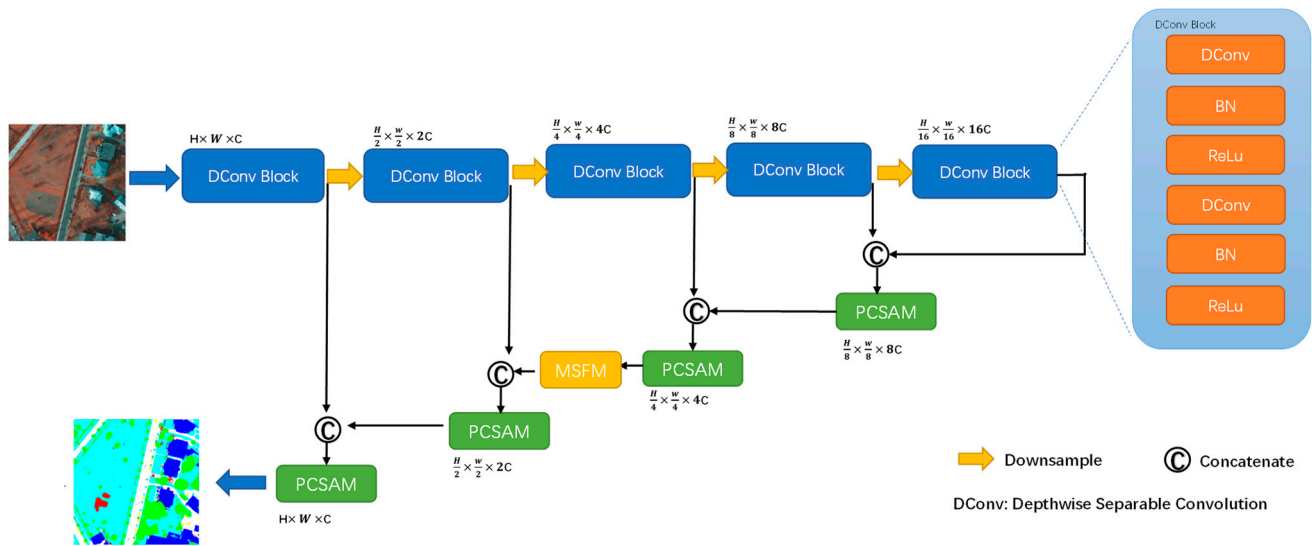 DConv Block
DConv
BN
ReLu
DConv
BN
ReLu
H× W ×C
H/2 × w/2 × 2C
H/4 × w/4 × 4C
H/8 × w/8 × 8C
H/16 × w/16 × 16C
DConv Block
DConv Block
DConv Block
DConv Block
DConv Block
C
PCSAM
H/8 × w/8 × 8C
C
MSFM
PCSAM
H/4 × w/4 × 4C
C
PCSAM
H/2 × w/2 × 2C
C
PCSAM
H× W ×C
Downsample
C Concatenate
DConv: Depthwise Separable Convolution